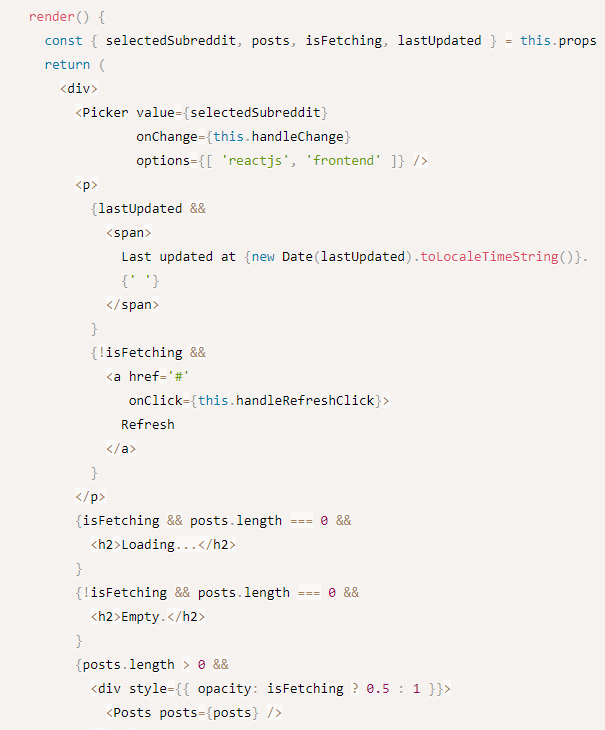 render() {
  const { selectedSubreddit, posts, isFetching, lastUpdated } = this.props
  return (
    <div>
      <Picker value={selectedSubreddit}
              onChange={this.handleChange}
              options={[ 'reactjs', 'frontend' ]} />
      <p>
        {lastUpdated &&
          <span>
            Last updated at {new Date(lastUpdated).toLocaleTimeString()}.
            {' '}
          </span>
        }
        {!isFetching &&
          <a href='#'
             onClick={this.handleRefreshClick}>
            Refresh
          </a>
        }
      </p>
      {isFetching && posts.length === 0 &&
        <h2>Loading...</h2>
      }
      {!isFetching && posts.length === 0 &&
        <h2>Empty.</h2>
      }
      {posts.length > 0 &&
        <div style={{ opacity: isFetching ? 0.5 : 1 }}>
          <Posts posts={posts} />